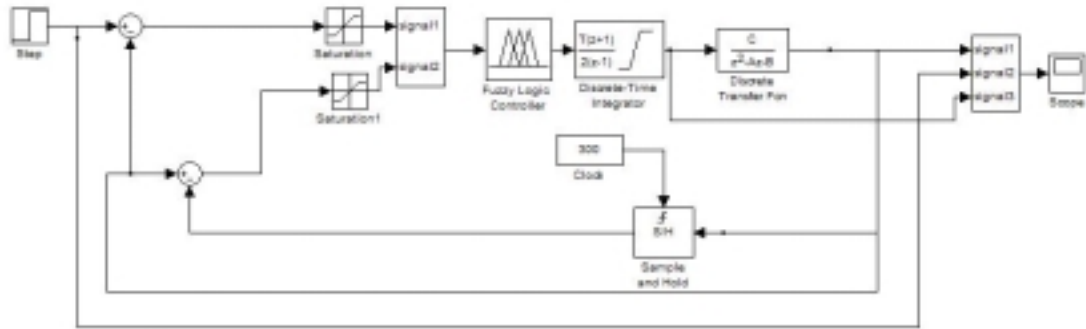 Step
Saturation
signal1
signal2
Saturation1
Fuzzy Logic
Controller
T(z+1)
2(z-1)
Discrete-Time
Integrator
C
z²-Az-B
Discrete
Transfer Fcn
signal1
signal2
signal3
Scope
300
Clock
S/H
Sample
and Hold